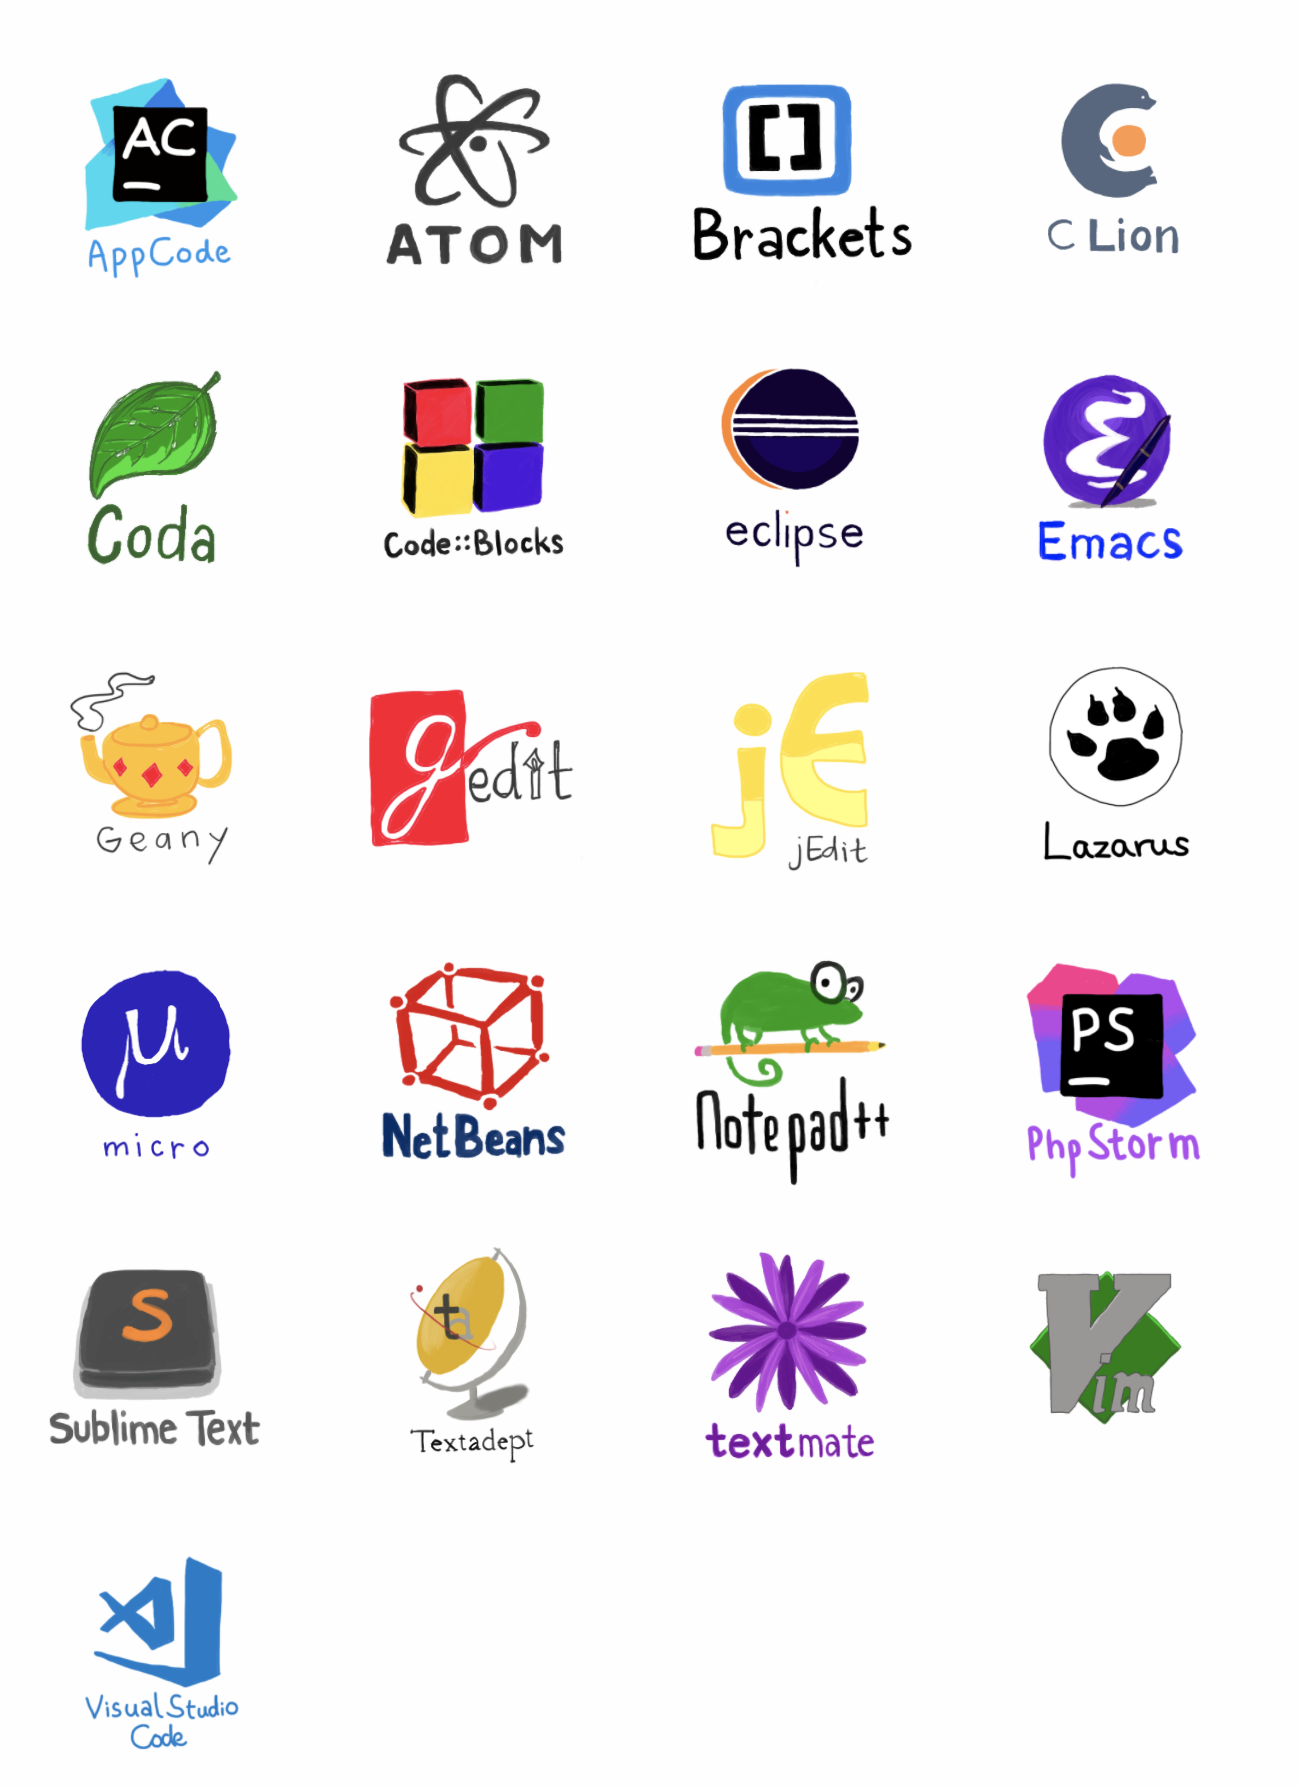 AC
AppCode
ATOM
[]
Brackets
C Lion
Coda
Code::Blocks
eclipse
Emacs
Geany
gedit
jE
jEdit
Lazarus
μ
micro
NetBeans
Notepad++
PS
PhpStorm
S
Sublime Text
ta
Textadept
textmate
Vim
Visual Studio
Code